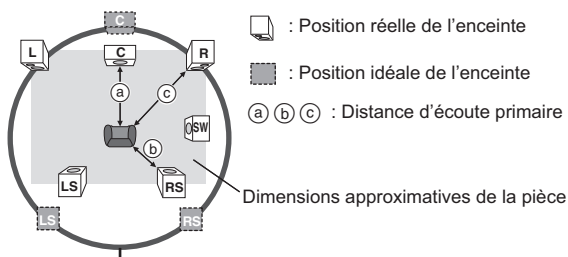 C
L
C
R
a
c
SW
b
LS
RS
LS
RS
: Position réelle de l'enceinte
: Position idéale de l'enceinte
a b c : Distance d'écoute primaire
Dimensions approximatives de la pièce